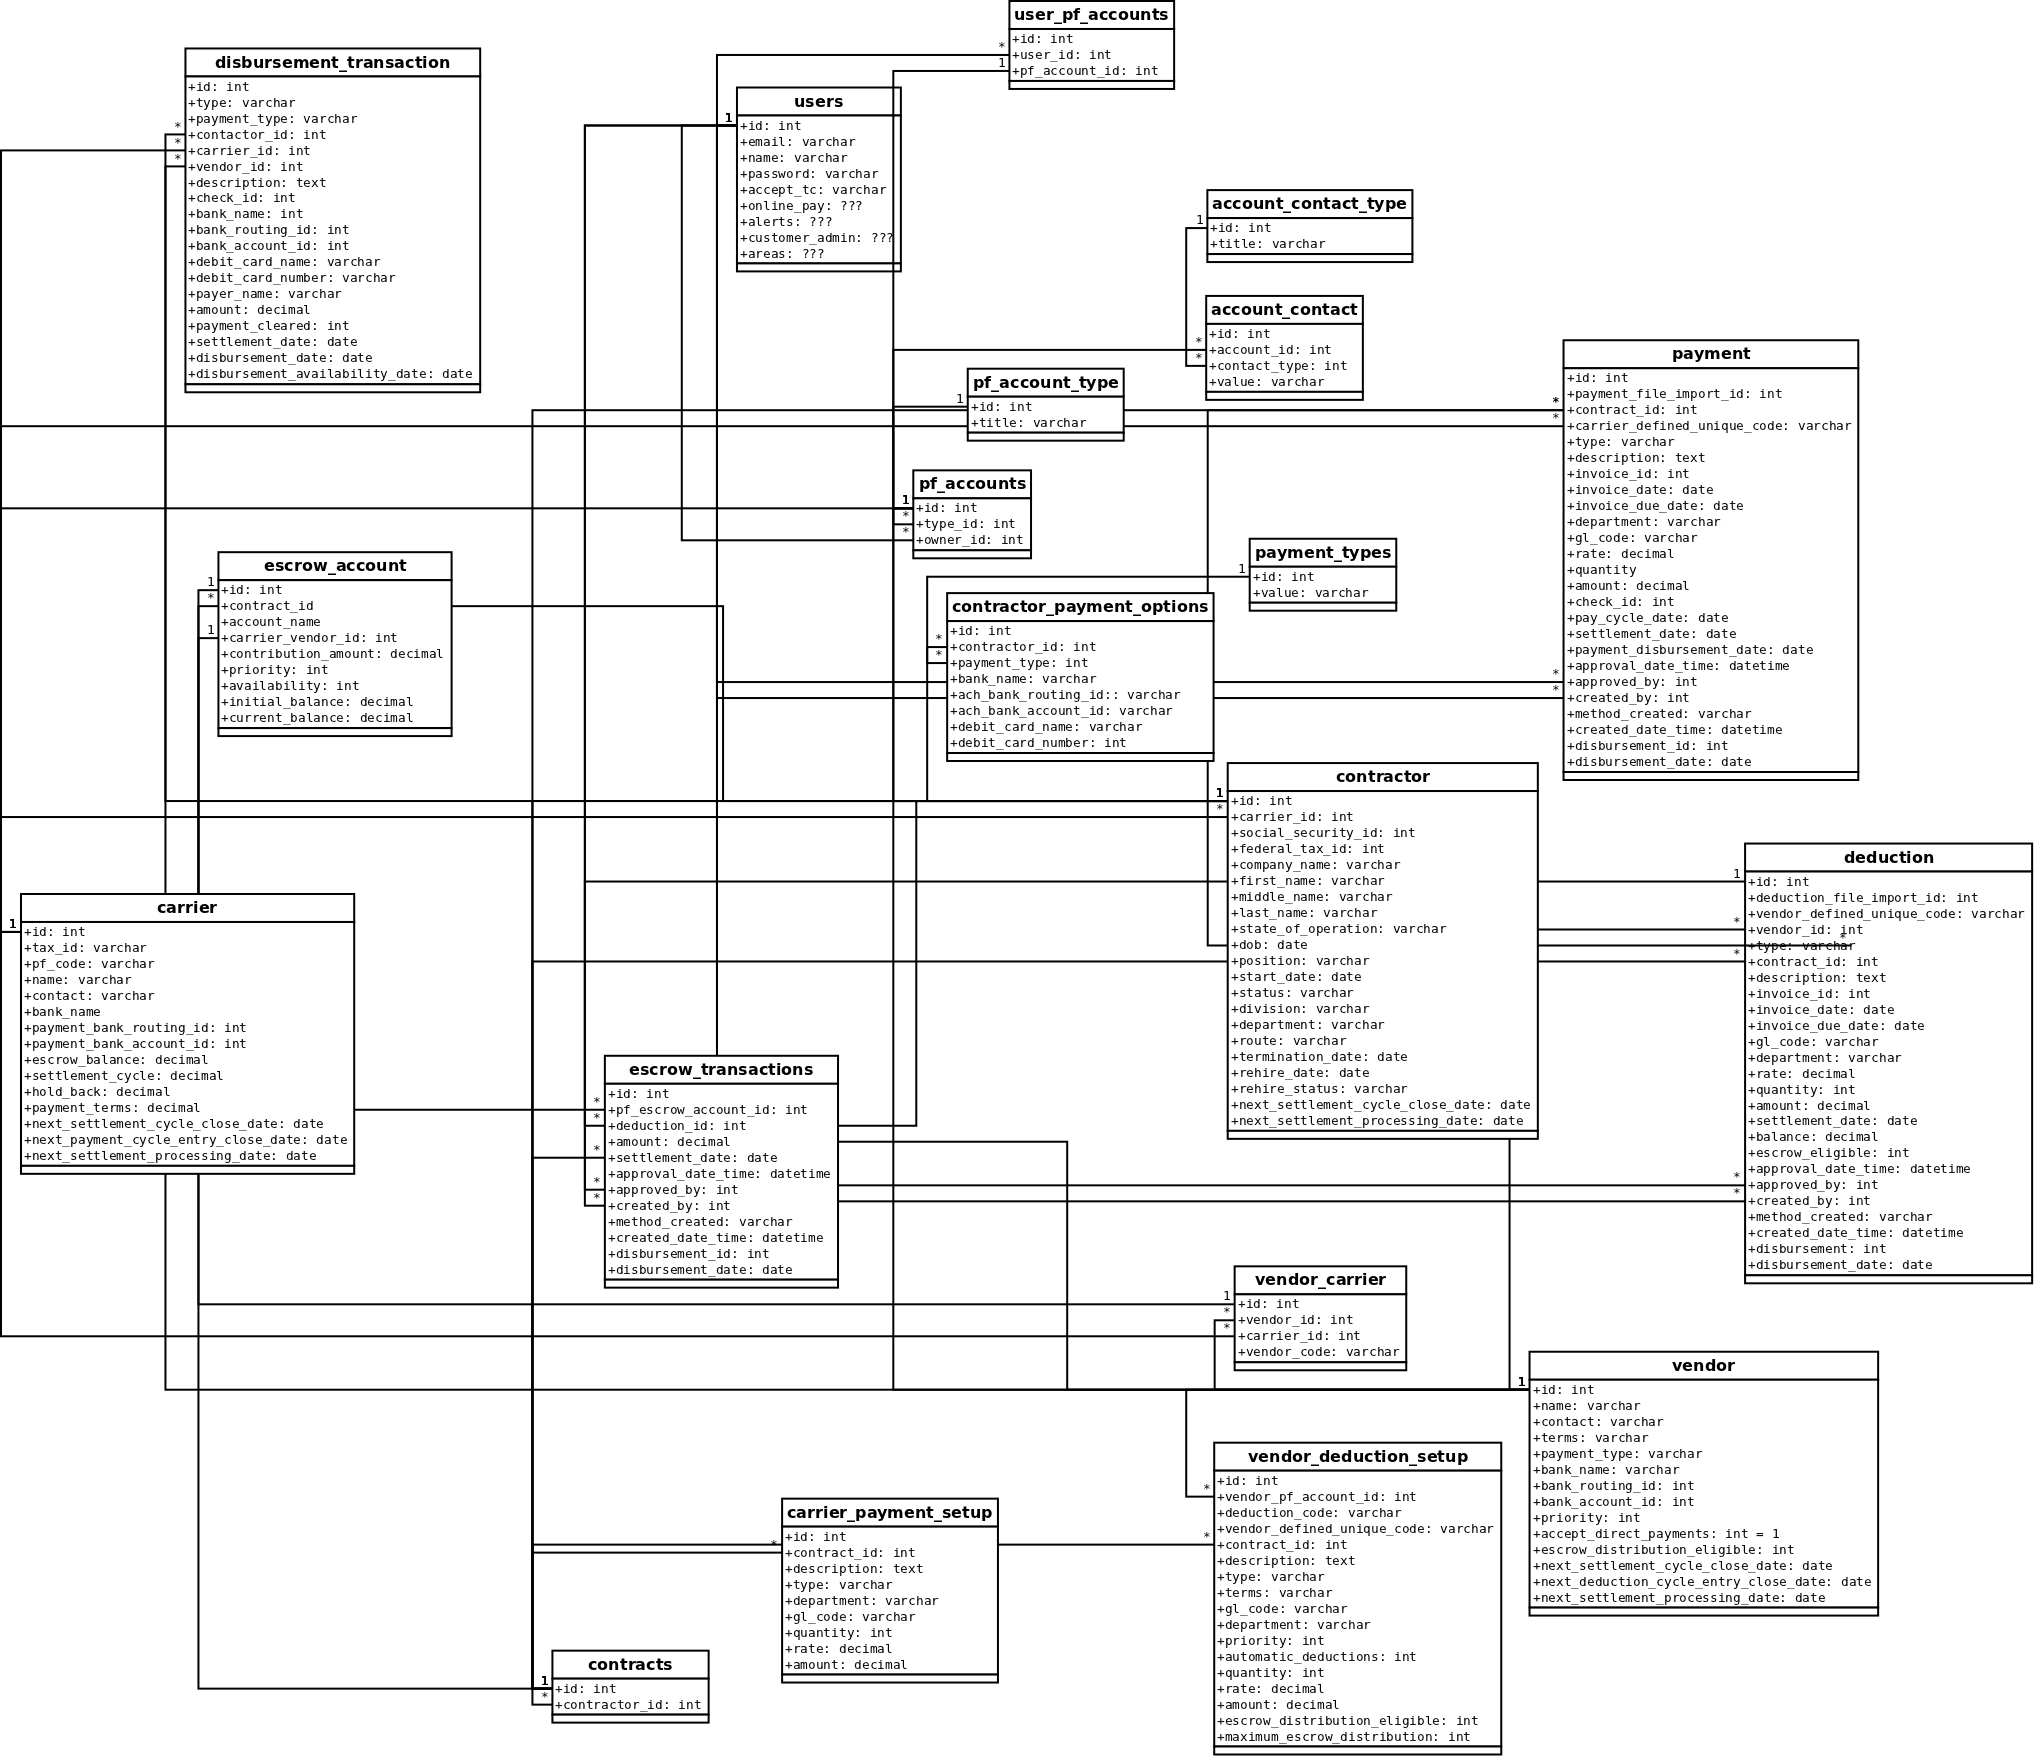 user_pf_accounts
+id: int
*
+user_id: int
1
+pf_account_id: int
disbursement_transaction
+id: int
+type: varchar
+payment_type: varchar
*
+contactor_id: int
*
+carrier_id: int
*
+vendor_id: int
+description: text
+check_id: int
+bank_name: int
+bank_routing_id: int
+bank_account_id: int
+debit_card_name: varchar
+debit_card_number: varchar
+payer_name: varchar
+amount: decimal
+payment_cleared: int
+settlement_date: date
+disbursement_date: date
+disbursement_availability_date: date
users
1
+id: int
+email: varchar
+name: varchar
+password: varchar
+accept_tc: varchar
+online_pay: ???
+alerts: ???
+customer_admin: ???
+areas: ???
account_contact_type
1
+id: int
+title: varchar
account_contact
+id: int
*
+account_id: int
*
+contact_type: int
+value: varchar
pf_account_type
1
+id: int
+title: varchar
payment
+id: int
+payment_file_import_id: int
*
+contract_id: int
*
+carrier_defined_unique_code: varchar
+type: varchar
+description: text
+invoice_id: int
+invoice_date: date
+invoice_due_date: date
+department: varchar
+gl_code: varchar
+rate: decimal
+quantity
+amount: decimal
+check_id: int
+pay_cycle_date: date
+settlement_date: date
+payment_disbursement_date: date
+approval_date_time: datetime
*
+approved_by: int
*
+created_by: int
+method_created: varchar
+created_date_time: datetime
+disbursement_id: int
+disbursement_date: date
pf_accounts
1
+id: int
*
+type_id: int
*
+owner_id: int
payment_types
1
+id: int
+value: varchar
escrow_account
1
+id: int
*
+contract_id
+account_name
1
+carrier_vendor_id: int
+contribution_amount: decimal
+priority: int
+availability: int
+initial_balance: decimal
+current_balance: decimal
contractor_payment_options
+id: int
*
+contractor_id: int
*
+payment_type: int
+bank_name: varchar
+ach_bank_routing_id:: varchar
+ach_bank_account_id: varchar
+debit_card_name: varchar
+debit_card_number: int
contractor
1
+id: int
*
+carrier_id: int
+social_security_id: int
+federal_tax_id: int
+company_name: varchar
+first_name: varchar
+middle_name: varchar
+last_name: varchar
+state_of_operation: varchar
+dob: date
+position: varchar
+start_date: date
+status: varchar
+division: varchar
+department: varchar
+route: varchar
+termination_date: date
+rehire_date: date
+rehire_status: varchar
+next_settlement_cycle_close_date: date
+next_settlement_processing_date: date
deduction
1
+id: int
+deduction_file_import_id: int
+vendor_defined_unique_code: varchar
*
+vendor_id: int
*
+type: varchar
*
+contract_id: int
+description: text
+invoice_id: int
+invoice_date: date
+invoice_due_date: date
+gl_code: varchar
+department: varchar
+rate: decimal
+quantity: int
+amount: decimal
+settlement_date: date
+balance: decimal
+escrow_eligible: int
+approval_date_time: datetime
*
+approved_by: int
*
+created_by: int
+method_created: varchar
+created_date_time: datetime
+disbursement: int
+disbursement_date: date
carrier
1
+id: int
+tax_id: varchar
+pf_code: varchar
+name: varchar
+contact: varchar
+bank_name
+payment_bank_routing_id: int
+payment_bank_account_id: int
+escrow_balance: decimal
+settlement_cycle: decimal
+hold_back: decimal
+payment_terms: decimal
+next_settlement_cycle_close_date: date
+next_payment_cycle_entry_close_date: date
+next_settlement_processing_date: date
escrow_transactions
+id: int
*
+pf_escrow_account_id: int
*
+deduction_id: int
+amount: decimal
*
+settlement_date: date
+approval_date_time: datetime
*
+approved_by: int
*
+created_by: int
+method_created: varchar
+created_date_time: datetime
+disbursement_id: int
+disbursement_date: date
vendor_carrier
1
+id: int
*
+vendor_id: int
*
+carrier_id: int
+vendor_code: varchar
vendor
1
+id: int
+name: varchar
+contact: varchar
+terms: varchar
+payment_type: varchar
+bank_name: varchar
+bank_routing_id: int
+bank_account_id: int
+priority: int
+accept_direct_payments: int = 1
+escrow_distribution_eligible: int
+next_settlement_cycle_close_date: date
+next_deduction_cycle_entry_close_date: date
+next_settlement_processing_date: date
vendor_deduction_setup
+id: int
*
+vendor_pf_account_id: int
+deduction_code: varchar
+vendor_defined_unique_code: varchar
*
+contract_id: int
+description: text
+type: varchar
+terms: varchar
+gl_code: varchar
+department: varchar
+priority: int
+automatic_deductions: int
+quantity: int
+rate: decimal
+amount: decimal
+escrow_distribution_eligible: int
+maximum_escrow_distribution: int
carrier_payment_setup
+id: int
*
+contract_id: int
+description: text
+type: varchar
+department: varchar
+gl_code: varchar
+quantity: int
+rate: decimal
+amount: decimal
contracts
1
+id: int
*
+contractor_id: int